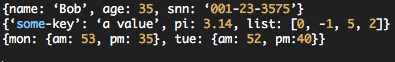 {name: ‘Bob’, age: 35, snn: ‘001-23-3575’}
{‘some-key’: ‘a value’, pi: 3.14, list: [0, -1, 5, 2]}
{mon: {am: 53, pm: 35}, tue: {am: 52, pm:40}}